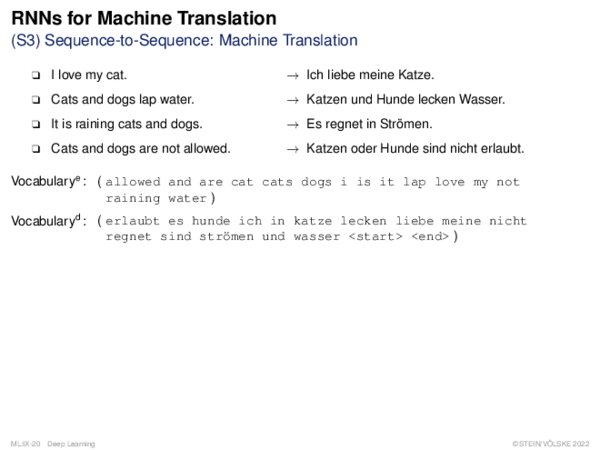 RNNs for Machine Translation
(S3) Sequence-to-Sequence: Machine Translation
❑ I love my cat. → Ich liebe meine Katze.
❑ Cats and dogs lap water. → Katzen und Hunde lecken Wasser.
❑ It is raining cats and dogs. → Es regnet in Strömen.
❑ Cats and dogs are not allowed. → Katzen oder Hunde sind nicht erlaubt.
Vocabularyᵉ: (allowed and are cat cats dogs i is it lap love my not
raining water)
Vocabularyᵈ: (erlaubt es hunde ich in katze lecken liebe meine nicht
regnet sind strömen und wasser <start> <end>)
ML:IX-20 Deep Learning ©STEIN/VÖLSKE 2022